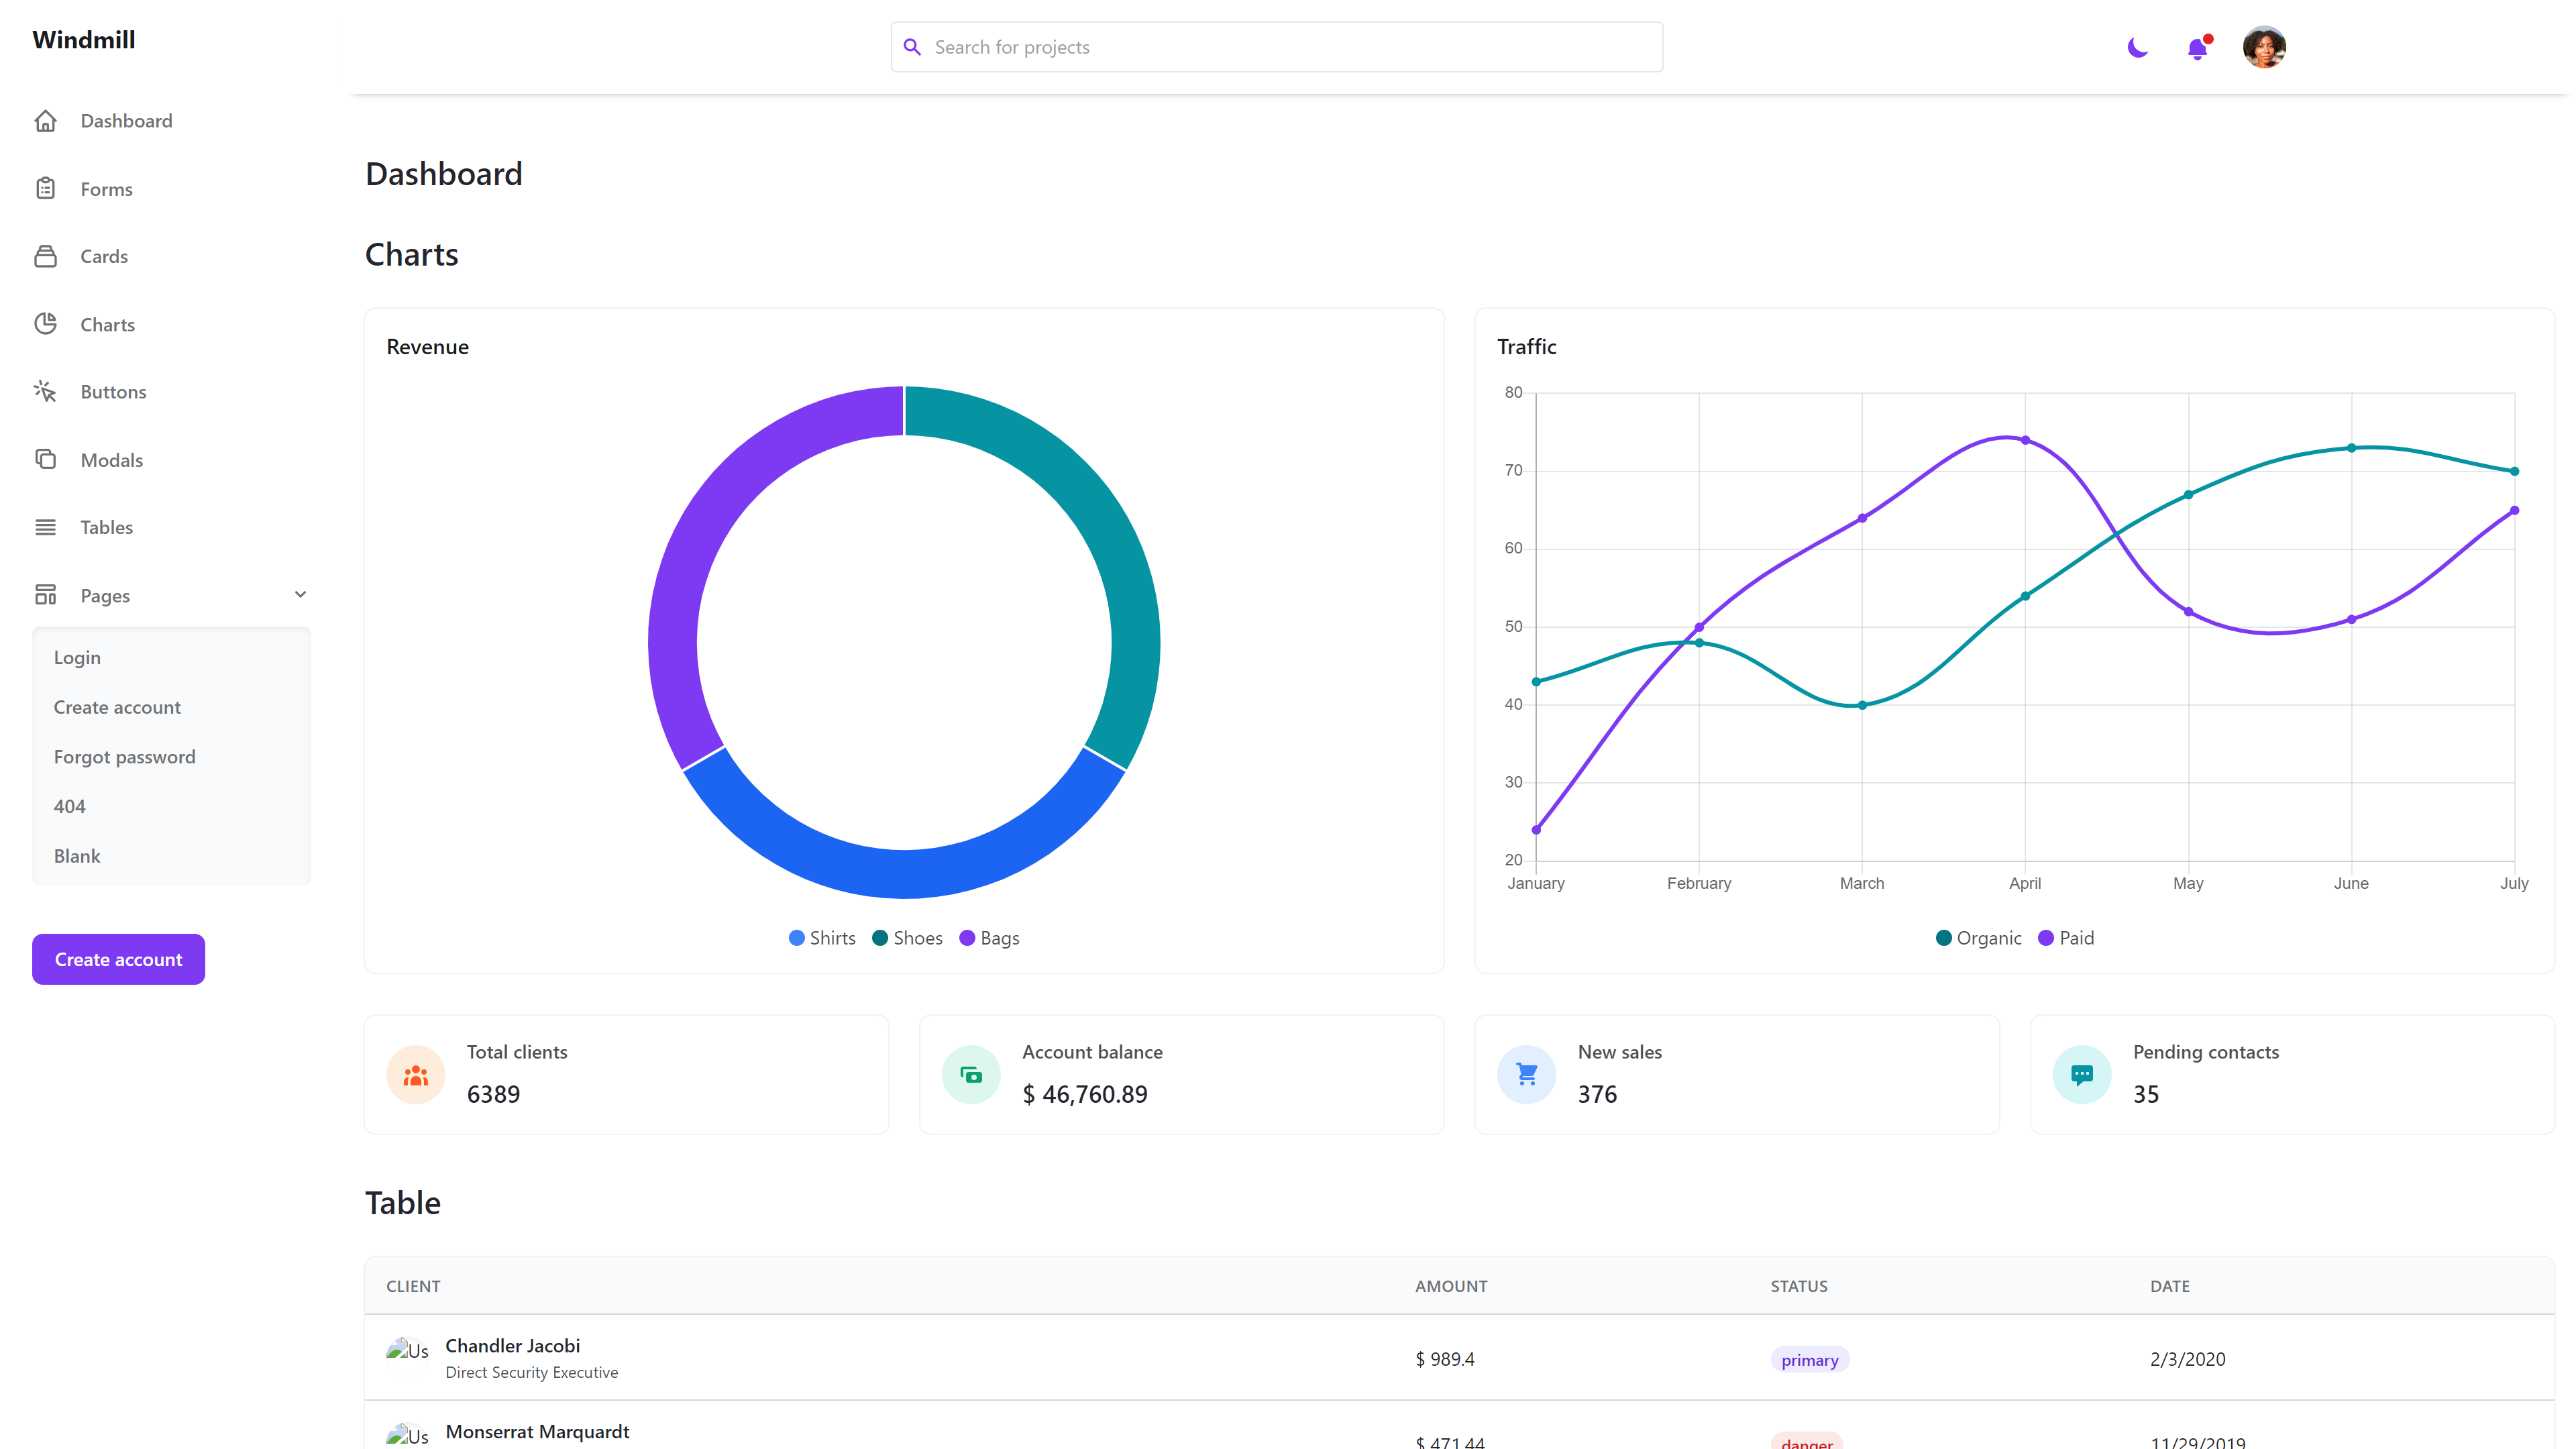 Windmill
Search for projects
Dashboard
Forms
Cards
Charts
Buttons
Modals
Tables
Pages
Login
Create account
Forgot password
404
Blank
Create account
Dashboard
Charts
Revenue
Shirts Shoes Bags
Traffic
80
70
60
50
40
30
20
January February March April May June July
Organic Paid
Total clients
6389
Account balance
$ 46,760.89
New sales
376
Pending contacts
35
Table
CLIENT AMOUNT STATUS DATE
Us Chandler Jacobi
Direct Security Executive
$ 989.4 primary 2/3/2020
Us Monserrat Marquardt
$ 471.44 danger 11/29/2019